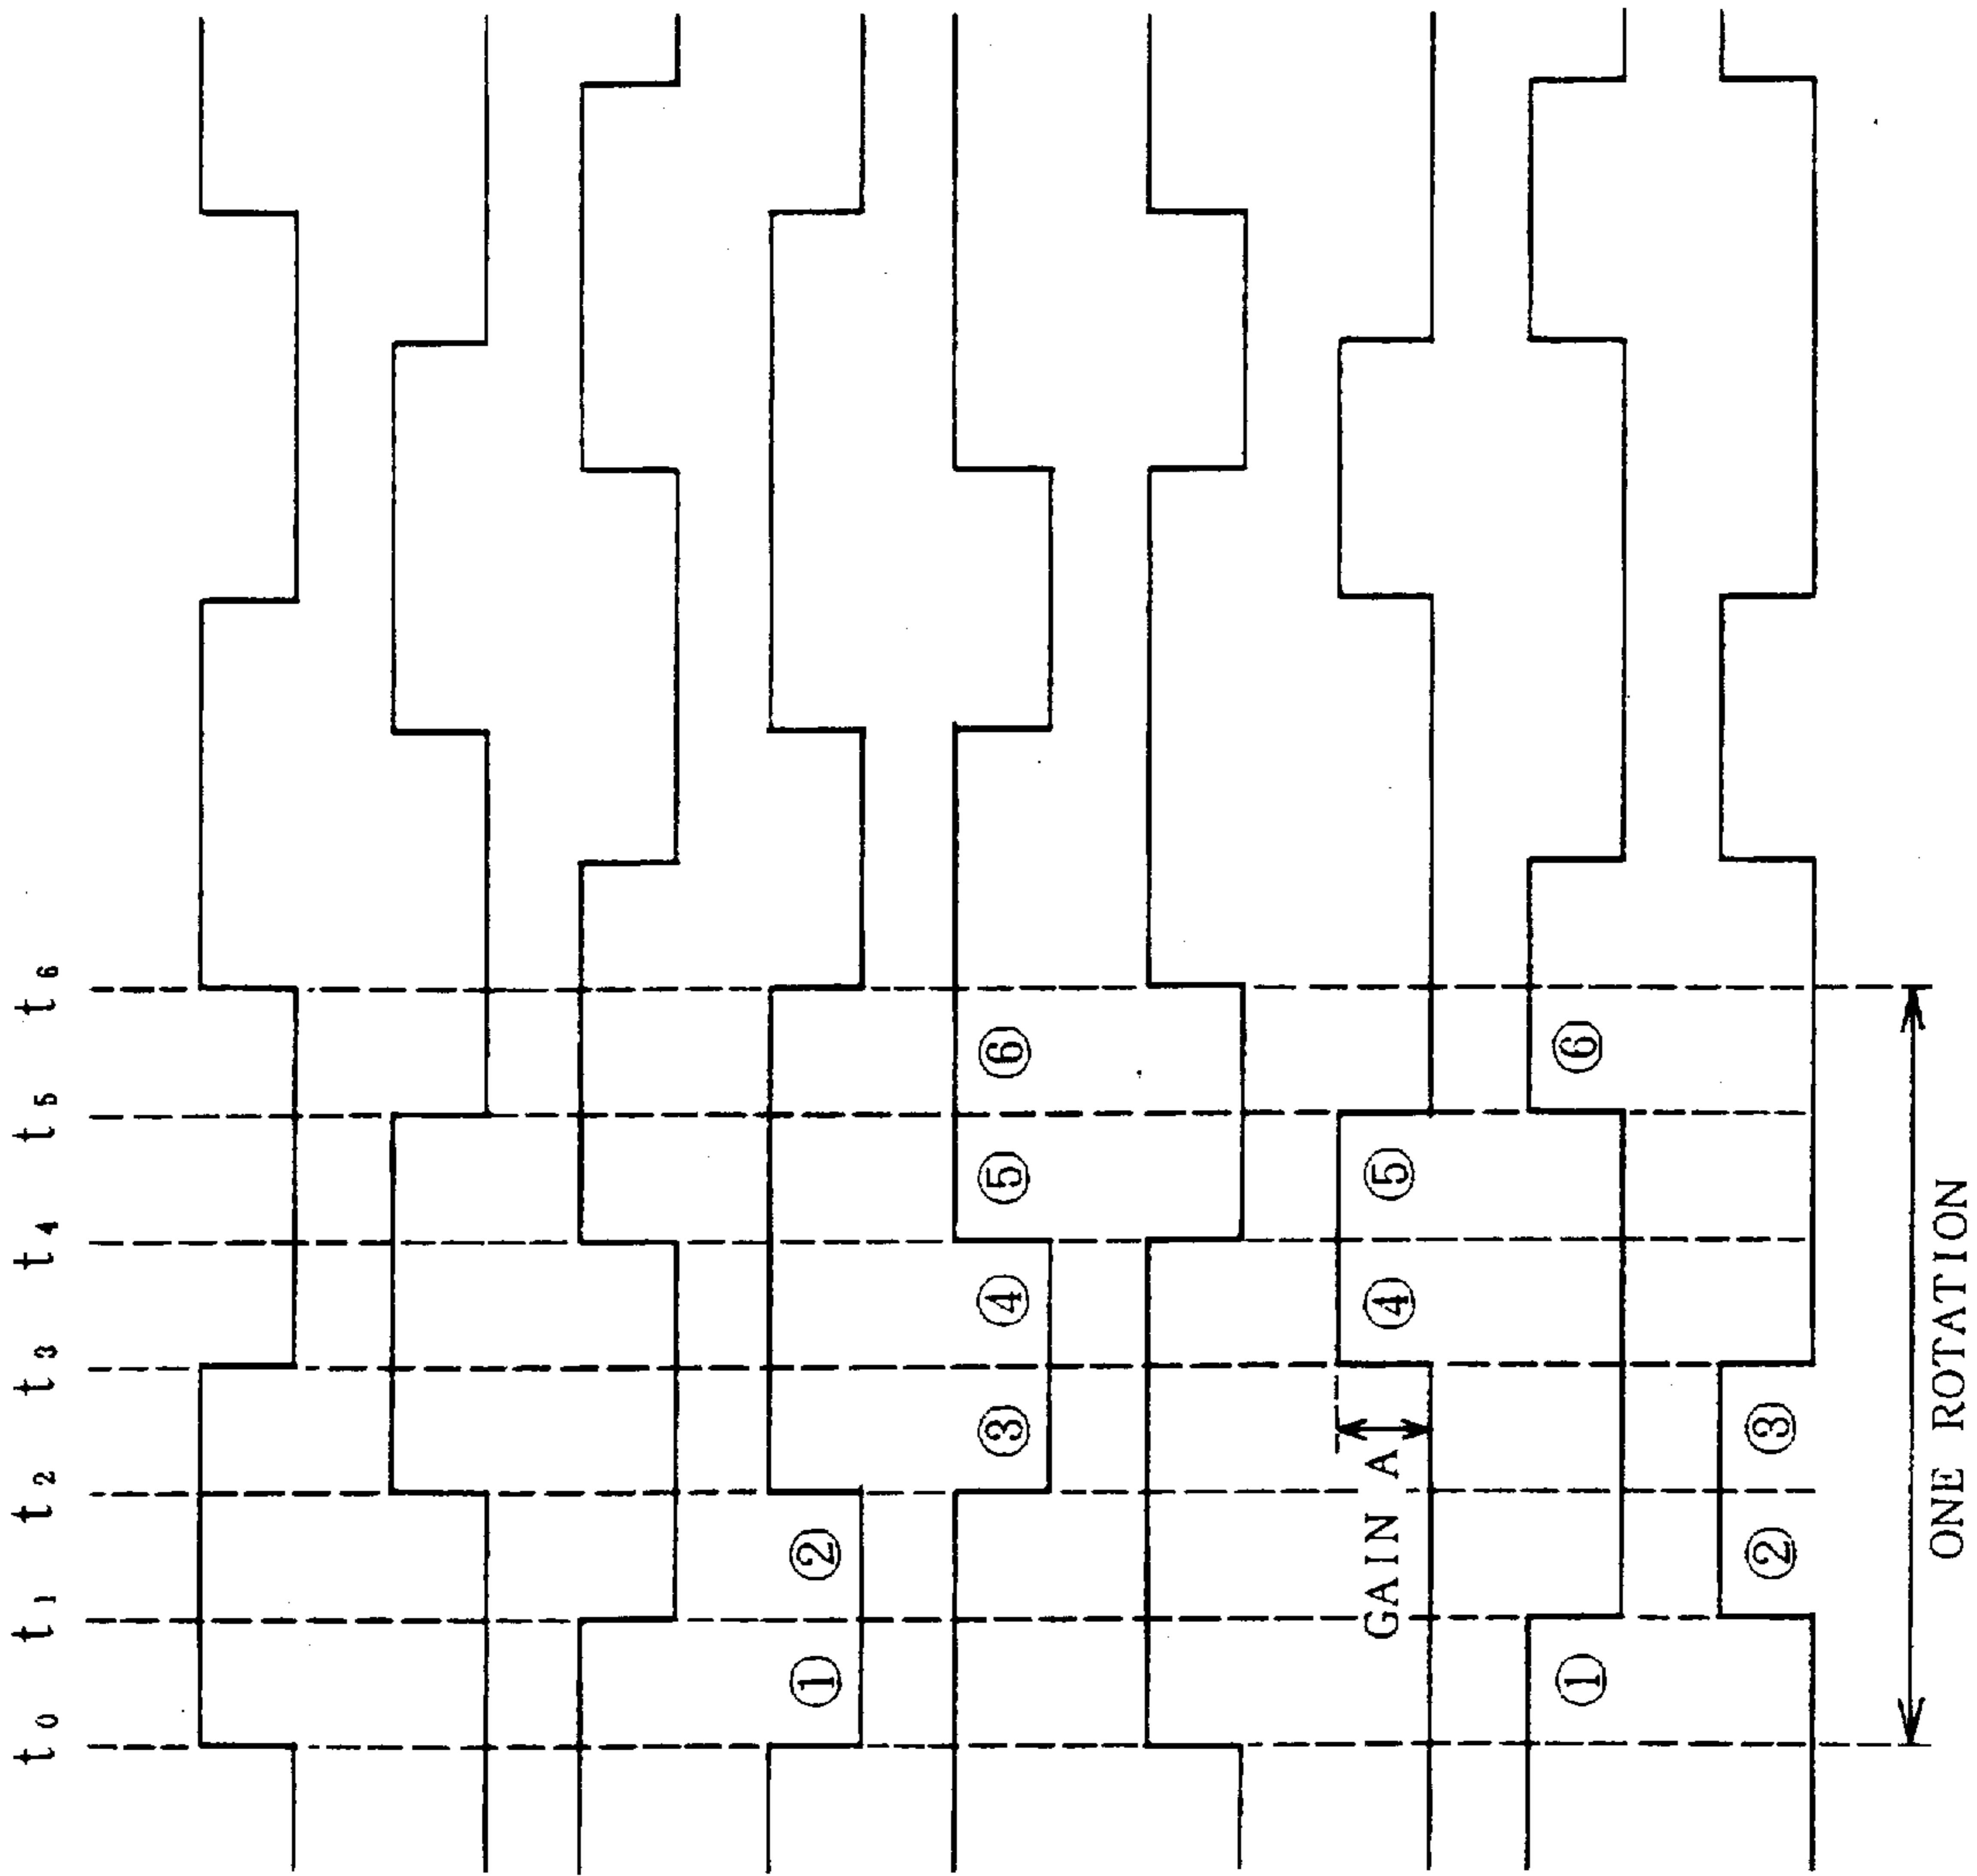 t₀ t₁ t₂ t₃ t₄ t₅ t₆
① ②
③ ④ ⑤ ⑥
GAIN A ④ ⑤
① ⑥
② ③
ONE ROTATION